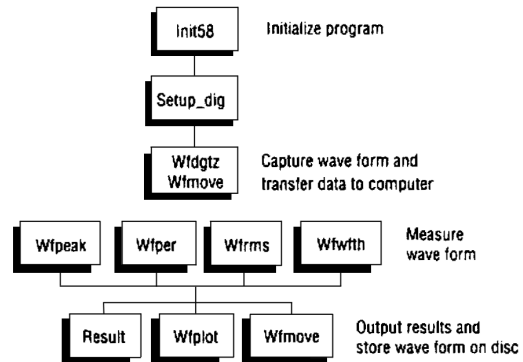 Init58
Initialize program
Setup_dig
Wfdgtz
Wfmove
Capture wave form and
transfer data to computer
Wfpeak
Wfper
Wfrms
Wfwfth
Measure
wave form
Result
Wfplot
Wfmove
Output results and
store wave form on disc